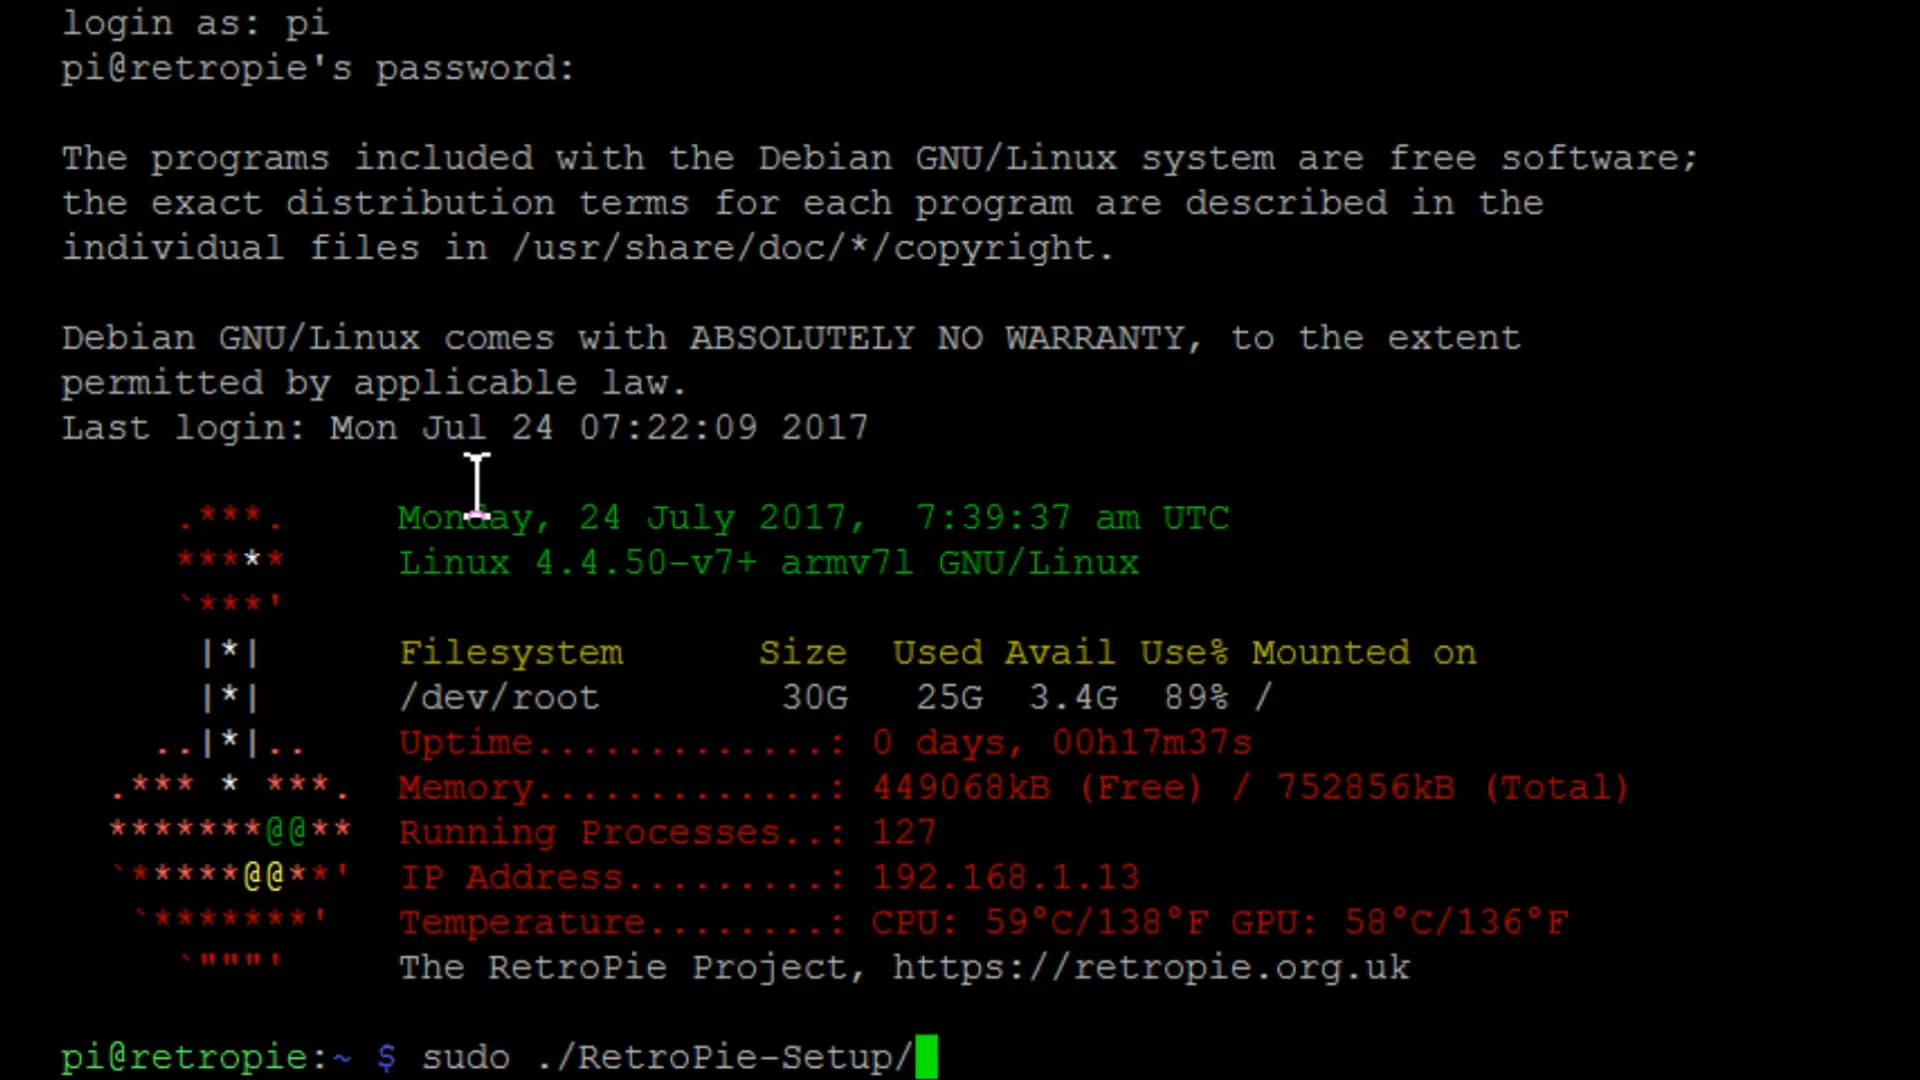 login as: pi
pi@retropie's password:
The programs included with the Debian GNU/Linux system are free software;
the exact distribution terms for each program are described in the
individual files in /usr/share/doc/*/copyright.
Debian GNU/Linux comes with ABSOLUTELY NO WARRANTY, to the extent
permitted by applicable law.
Last login: Mon Jul 24 07:22:09 2017
.***. Monday, 24 July 2017,  7:39:37 am UTC
***** Linux 4.4.50-v7+ armv7l GNU/Linux
`***'
|*| Filesystem Size Used Avail Use% Mounted on
|*| /dev/root 30G 25G 3.4G 89% /
..|*|.. Uptime.............: 0 days, 00h17m37s
.*** * ***. Memory.............: 449068kB (Free) / 752856kB (Total)
*******@@** Running Processes..: 127
`*****@@**' IP Address.........: 192.168.1.13
`*******' Temperature........: CPU: 59°C/138°F GPU: 58°C/136°F
`"""' The RetroPie Project, https://retropie.org.uk
pi@retropie:~ $ sudo ./RetroPie-Setup/